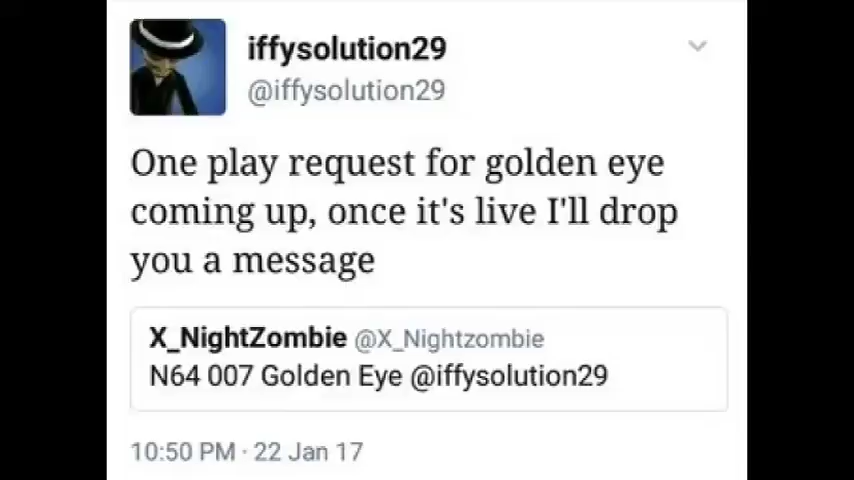 iffysolution29
@iffysolution29
One play request for golden eye
coming up, once it's live I'll drop
you a message
X_NightZombie @X_Nightzombie
N64 007 Golden Eye @iffysolution29
10:50 PM · 22 Jan 17